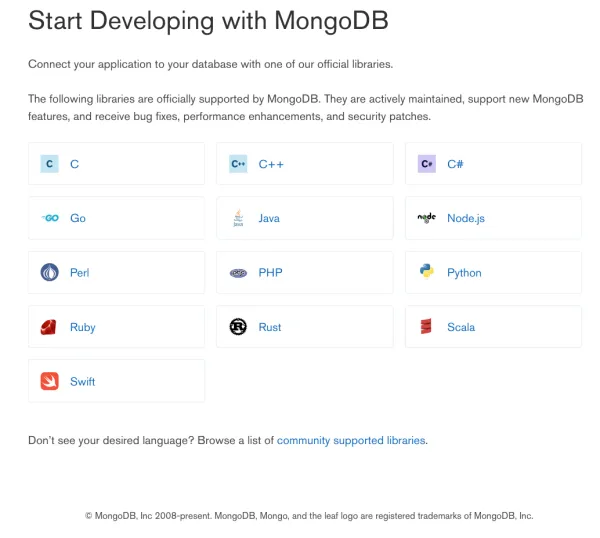 Start Developing with MongoDB
Connect your application to your database with one of our official libraries.
The following libraries are officially supported by MongoDB. They are actively maintained, support new MongoDB
features, and receive bug fixes, performance enhancements, and security patches.
C C
C++ C++
C# C#
GO Go
Java Java
node Node.js
Perl
php PHP
Python
Ruby
R Rust
Scala
Swift
Don't see your desired language? Browse a list of community supported libraries.
© MongoDB, Inc 2008-present. MongoDB, Mongo, and the leaf logo are registered trademarks of MongoDB, Inc.